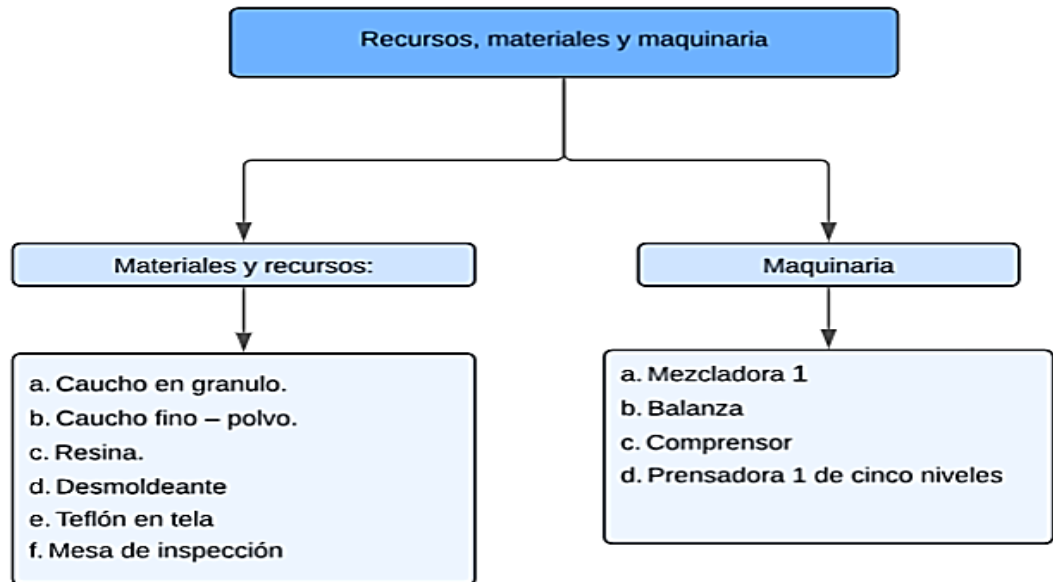 Recursos, materiales y maquinaria
Materiales y recursos:
a. Caucho en granulo.
b. Caucho fino – polvo.
c. Resina.
d. Desmoldeante
e. Teflón en tela
f. Mesa de inspección
Maquinaria
a. Mezcladora 1
b. Balanza
c. Comprensor
d. Prensadora 1 de cinco niveles